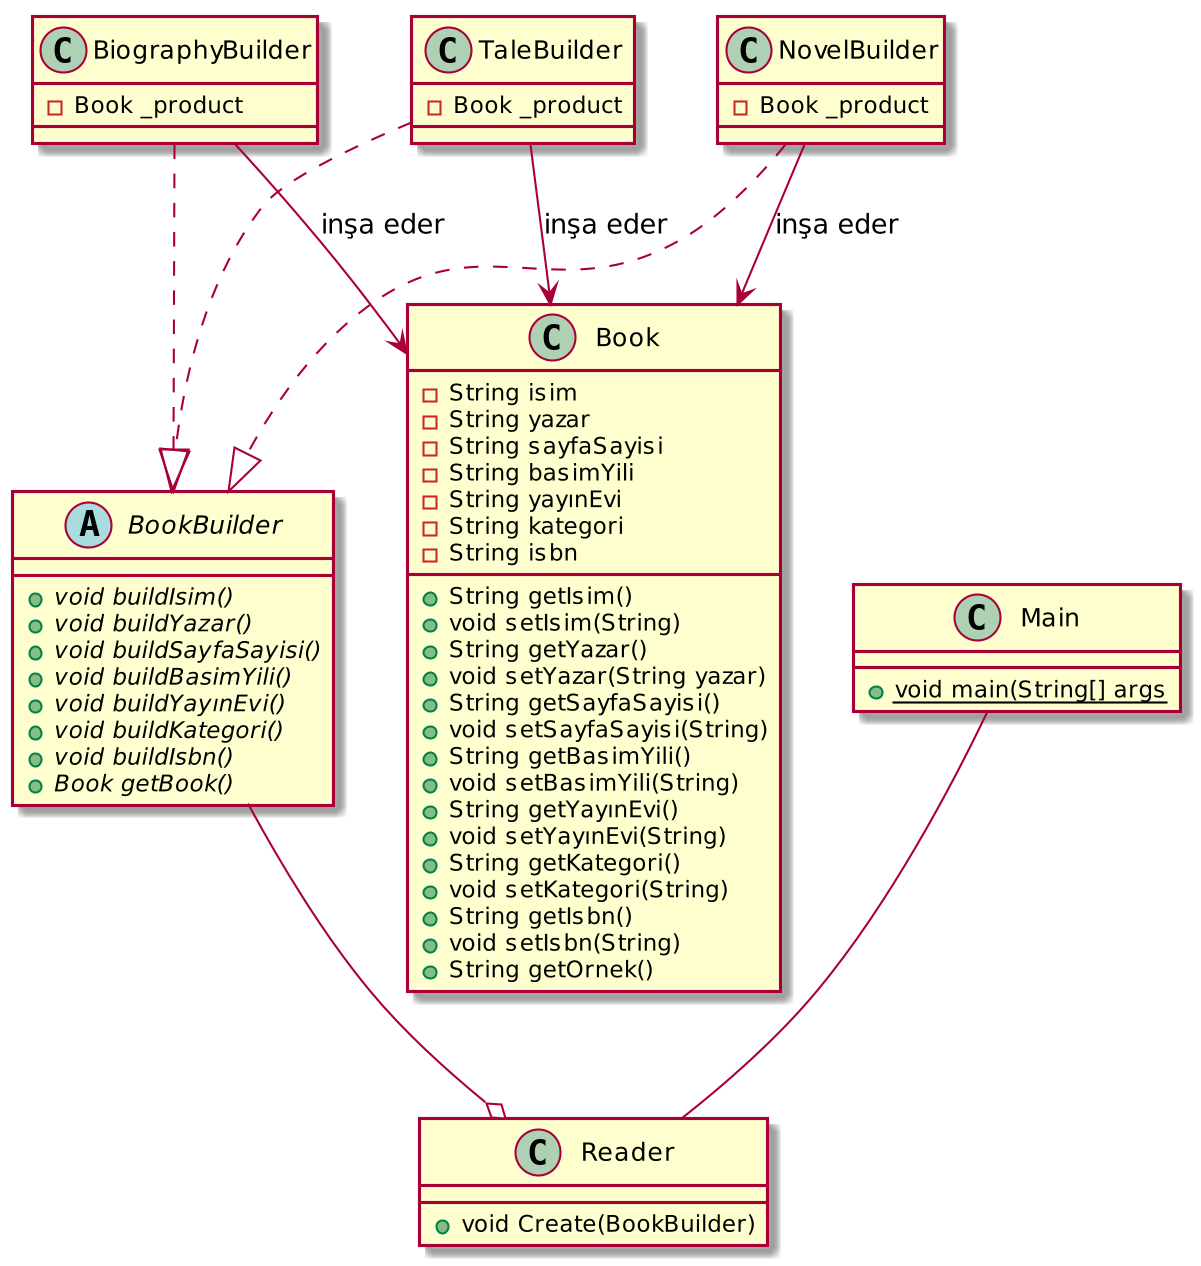 C BiographyBuilder
Book _product
C TaleBuilder
Book _product
C NovelBuilder
Book _product
inşa eder
inşa eder
inşa eder
C Book
String isim
String yazar
String sayfaSayisi
String basimYili
String yayınEvi
String kategori
String isbn
String getIsim()
void setIsim(String)
String getYazar()
void setYazar(String yazar)
String getSayfaSayisi()
void setSayfaSayisi(String)
String getBasimYili()
void setBasimYili(String)
String getYayınEvi()
void setYayınEvi(String)
String getKategori()
void setKategori(String)
String getIsbn()
void setIsbn(String)
String getOrnek()
A BookBuilder
void buildIsim()
void buildYazar()
void buildSayfaSayisi()
void buildBasimYili()
void buildYayınEvi()
void buildKategori()
void buildIsbn()
Book getBook()
C Main
void main(String[] args
C Reader
void Create(BookBuilder)